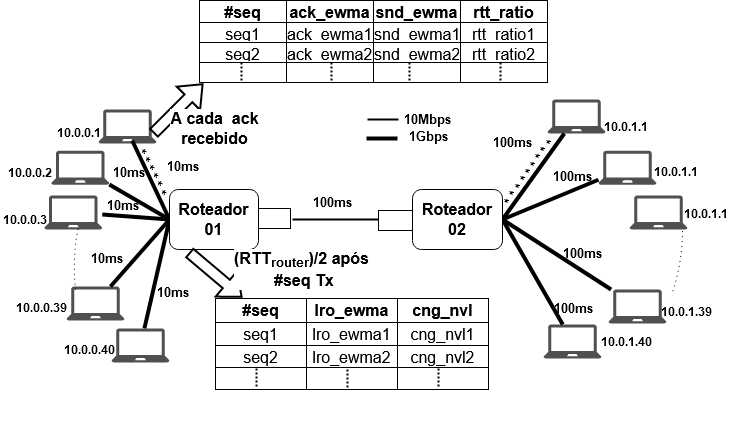 #seq ack_ewma snd_ewma rtt_ratio
seq1 ack_ewma1 snd_ewma1 rtt_ratio1
seq2 ack_ewma2 snd_ewma2 rtt_ratio2
A cada ack
recebido
10Mbps
1Gbps
10.0.0.1
10ms
100ms
10.0.1.1
10.0.0.2
10ms
100ms
10.0.1.1
10.0.0.3
10ms
Roteador
01
100ms
Roteador
02
10.0.1.1
10ms
(RTTrouter)/2 após
#seq Tx
100ms
10.0.0.39
10ms
100ms
10.0.1.39
10.0.0.40
10.0.1.40
#seq lro_ewma cng_nvl
seq1 lro_ewma1 cng_nvl1
seq2 lro_ewma2 cng_nvl2